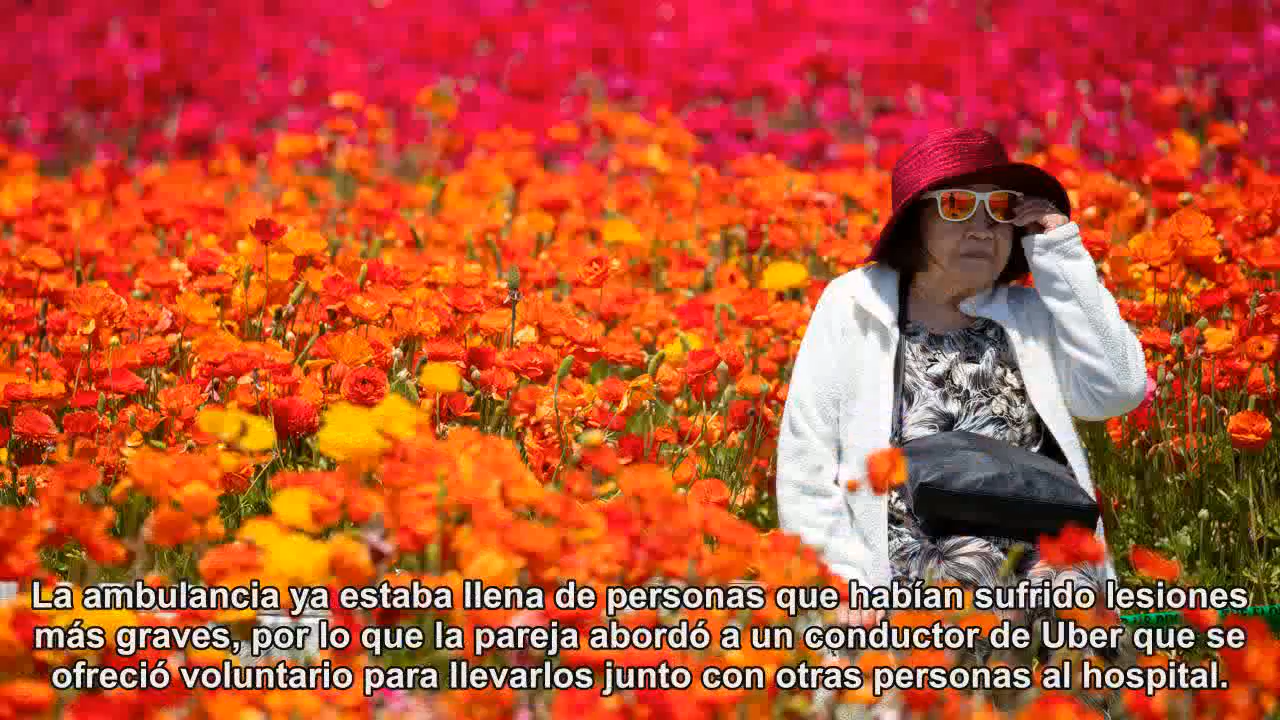 La ambulancia ya estaba llena de personas que habían sufrido lesiones
más graves, por lo que la pareja abordó a un conductor de Uber que se
ofreció voluntario para llevarlos junto con otras personas al hospital.